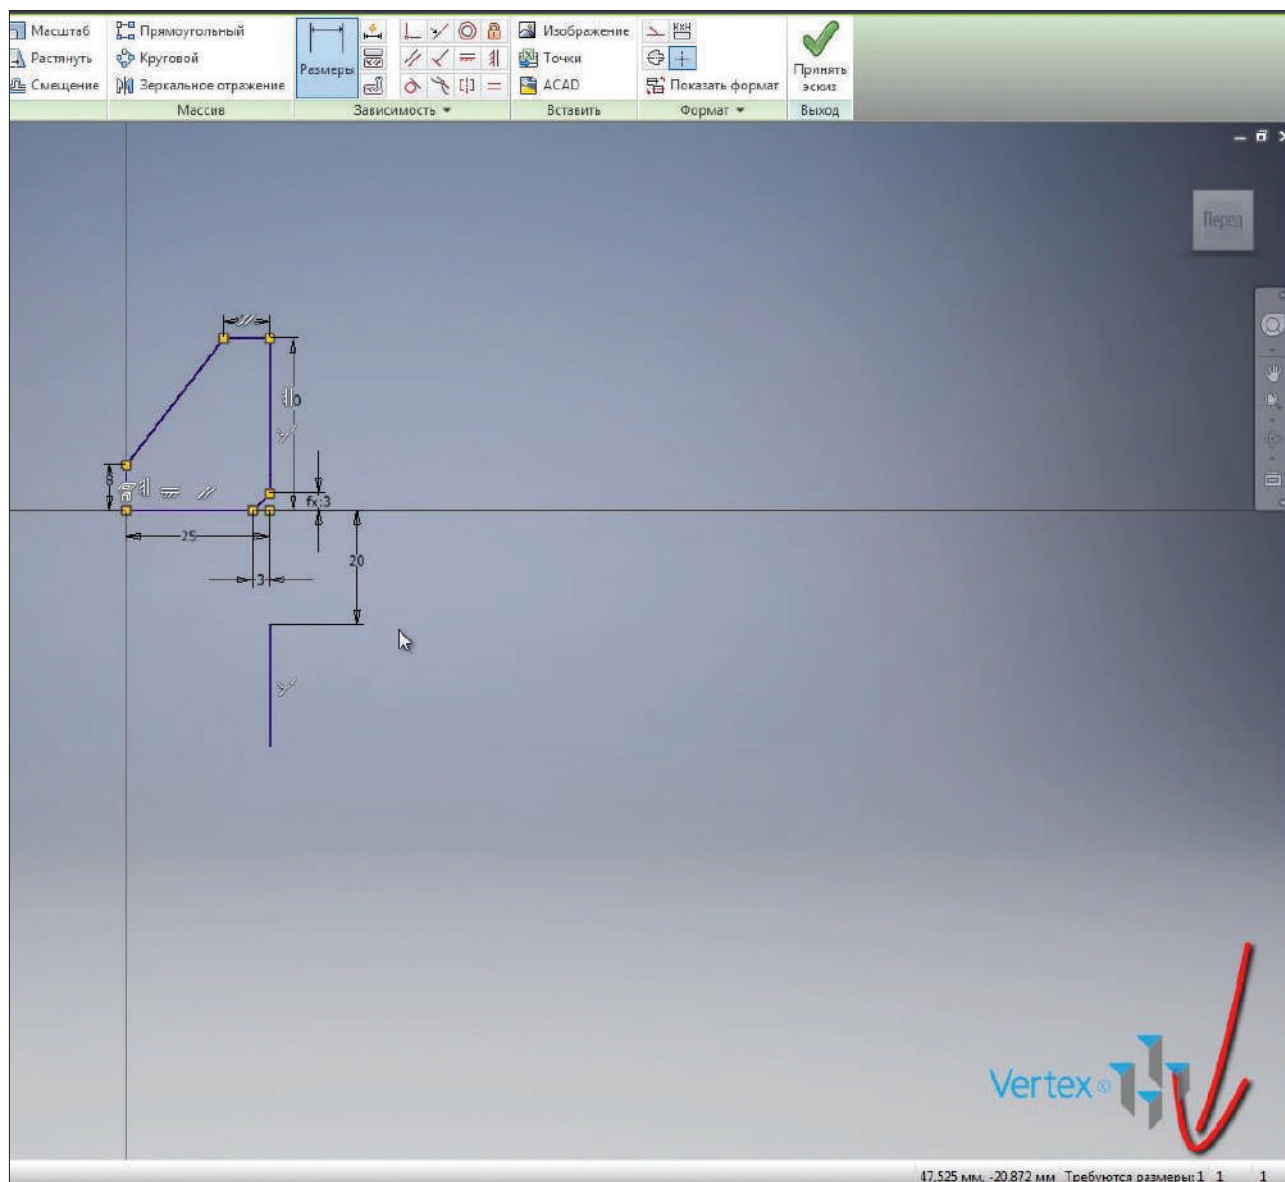 Масштаб Прямоугольный Изображение
Растянуть Круговой Размеры Точки Принять эскиз
Смещение Зеркальное отражение ACAD Показать формат
Массив Зависимость Вставить Формат Выход
Перед
8
fx:3
25
20
3
Vertex ©
47,525 мм, -20,872 мм Требуются размеры: 1 1 1